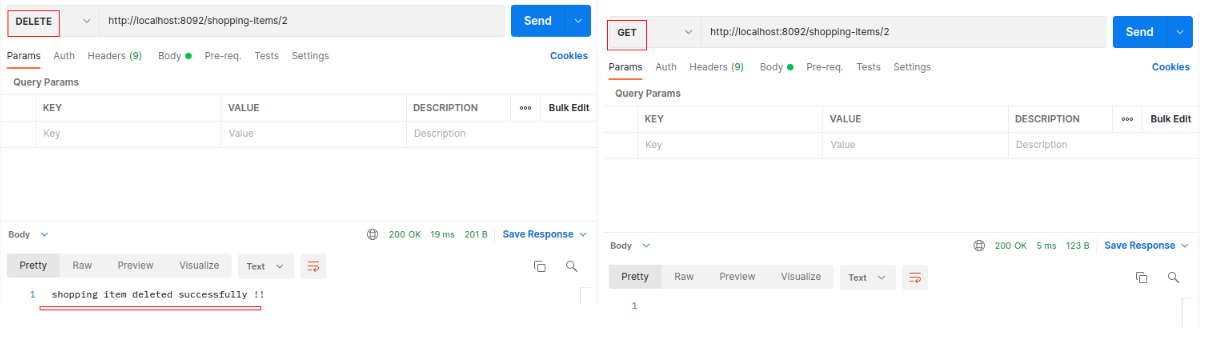 DELETE http://localhost:8092/shopping-items/2 Send
Params Auth Headers (9) Body Pre-req. Tests Settings Cookies
Query Params
KEY VALUE DESCRIPTION ooo Bulk Edit
Key Value Description
Body 200 OK 19 ms 201 B Save Response
Pretty Raw Preview Visualize Text
1 shopping item deleted successfully !!
GET http://localhost:8092/shopping-items/2 Send
Params Auth Headers (9) Body Pre-req. Tests Settings Cookies
Query Params
KEY VALUE DESCRIPTION ooo Bulk Edit
Key Value Description
Body 200 OK 5 ms 123 B Save Response
Pretty Raw Preview Visualize Text
1